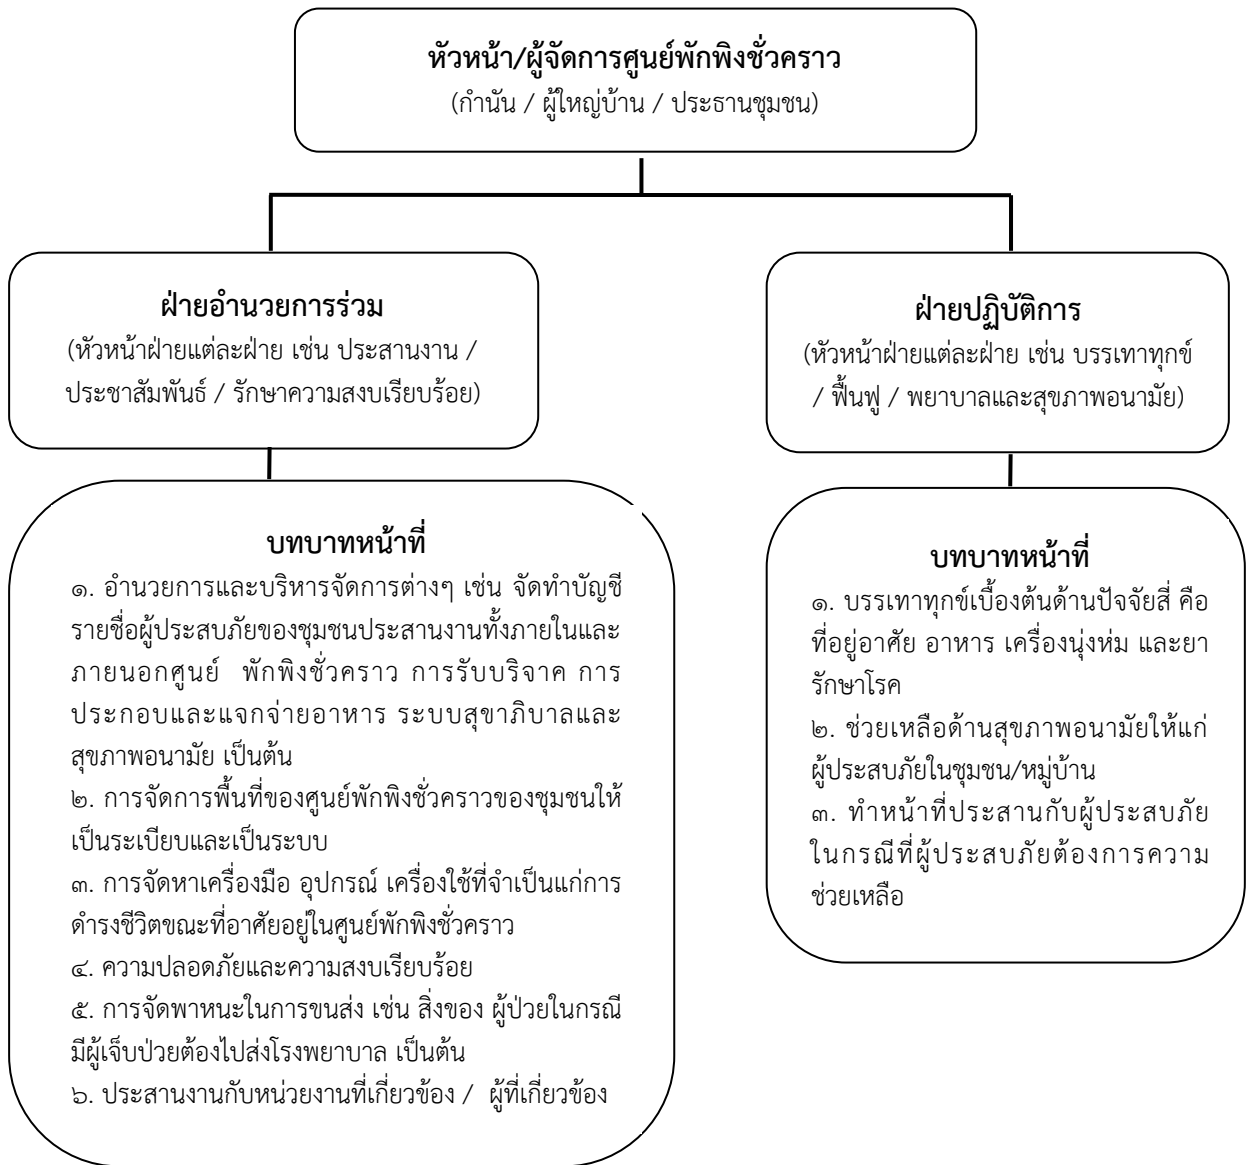 หัวหน้า/ผู้จัดการศูนย์พักพิงชั่วคราว
(กำนัน / ผู้ใหญ่บ้าน / ประธานชุมชน)
ฝ่ายอำนวยการร่วม
(หัวหน้าฝ่ายแต่ละฝ่าย เช่น ประสานงาน /
ประชาสัมพันธ์ / รักษาความสงบเรียบร้อย)
ฝ่ายปฏิบัติการ
(หัวหน้าฝ่ายแต่ละฝ่าย เช่น บรรเทาทุกข์
/ ฟื้นฟู / พยาบาลและสุขภาพอนามัย)
บทบาทหน้าที่
๑. อำนวยการและบริหารจัดการต่างๆ เช่น จัดทำบัญชี
รายชื่อผู้ประสบภัยของชุมชนประสานงานทั้งภายในและ
ภายนอกศูนย์ พักพิงชั่วคราว การรับบริจาค การ
ประกอบและแจกจ่ายอาหาร ระบบสุขาภิบาลและ
สุขภาพอนามัย เป็นต้น
๒. การจัดการพื้นที่ของศูนย์พักพิงชั่วคราวของชุมชนให้
เป็นระเบียบและเป็นระบบ
๓. การจัดหาเครื่องมือ อุปกรณ์ เครื่องใช้ที่จำเป็นแก่การ
ดำรงชีวิตขณะที่อาศัยอยู่ในศูนย์พักพิงชั่วคราว
๔. ความปลอดภัยและความสงบเรียบร้อย
๕. การจัดพาหนะในการขนส่ง เช่น สิ่งของ ผู้ป่วยในกรณี
มีผู้เจ็บป่วยต้องไปส่งโรงพยาบาล เป็นต้น
๖. ประสานงานกับหน่วยงานที่เกี่ยวข้อง / ผู้ที่เกี่ยวข้อง
บทบาทหน้าที่
๑. บรรเทาทุกข์เบื้องต้นด้านปัจจัยสี่ คือ
ที่อยู่อาศัย อาหาร เครื่องนุ่งห่ม และยา
รักษาโรค
๒. ช่วยเหลือด้านสุขภาพอนามัยให้แก่
ผู้ประสบภัยในชุมชน/หมู่บ้าน
๓. ทำหน้าที่ประสานกับผู้ประสบภัย
ในกรณีที่ผู้ประสบภัยต้องการความ
ช่วยเหลือ